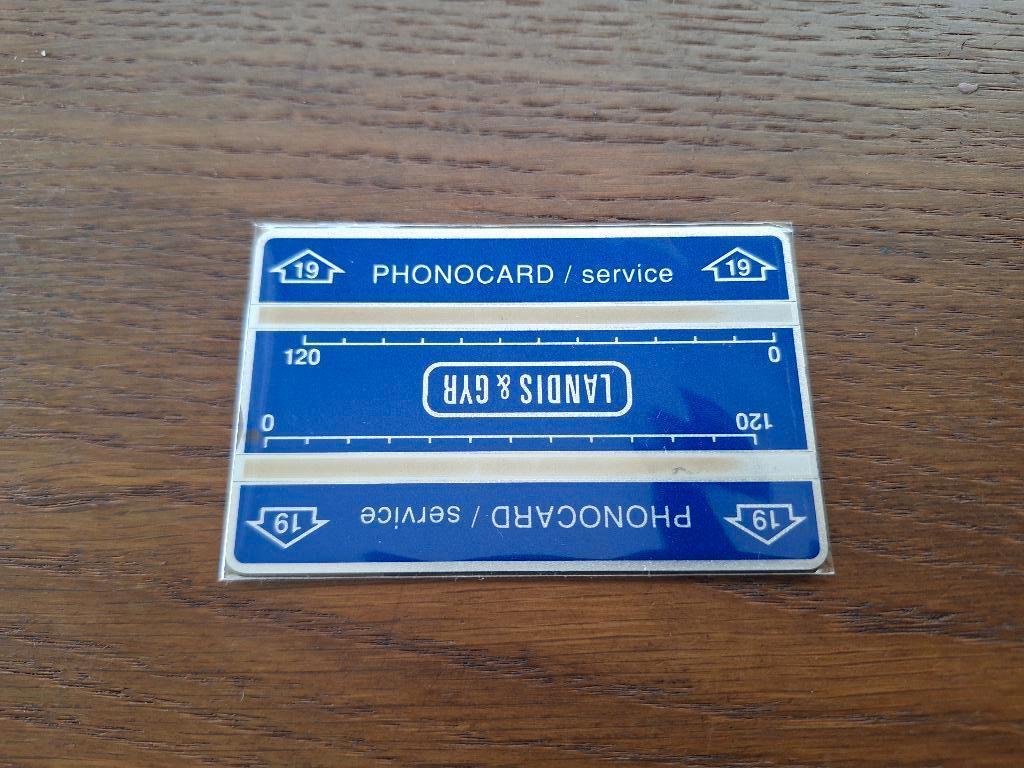 19 PHONOCARD / service 19
120 0
LANDIS & GYR
0 120
19 PHONOCARD / service 19